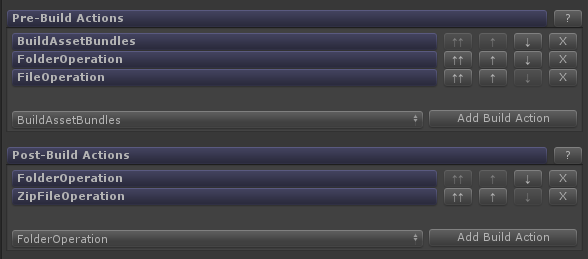 Pre-Build Actions ?
BuildAssetBundles ↑↑ ↑ ↓ X
FolderOperation ↑↑ ↑ ↓ X
FileOperation ↑↑ ↑ ↓ X
BuildAssetBundles Add Build Action
Post-Build Actions ?
FolderOperation ↑↑ ↑ ↓ X
ZipFileOperation ↑↑ ↑ ↓ X
FolderOperation Add Build Action